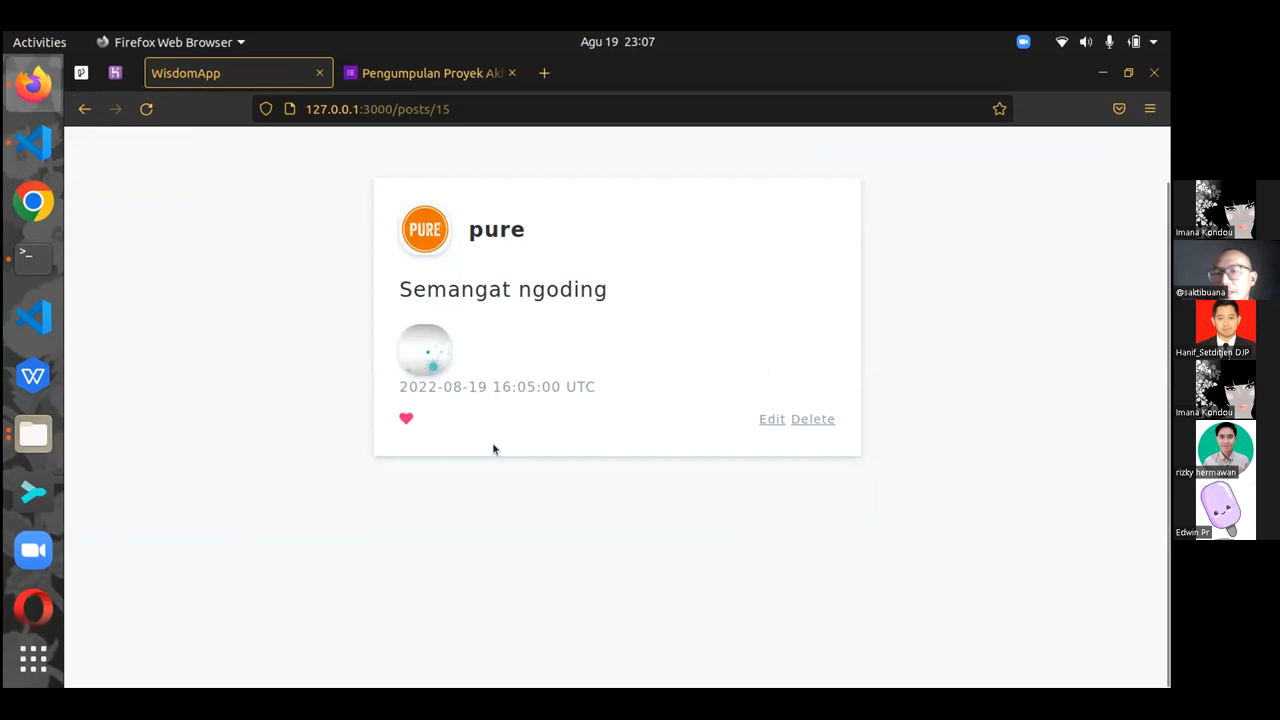 Activities
Firefox Web Browser
Agu 19 23:07
WisdomApp
Pengumpulan Proyek Aki
127.0.0.1:3000/posts/15
PURE
pure
Semangat ngoding
2022-08-19 16:05:00 UTC
Edit Delete
Imana Kondou
@saktibuana
Hanif_Setditjen DJP
Imana Kondou
rizky hermawan
Edwin Pr